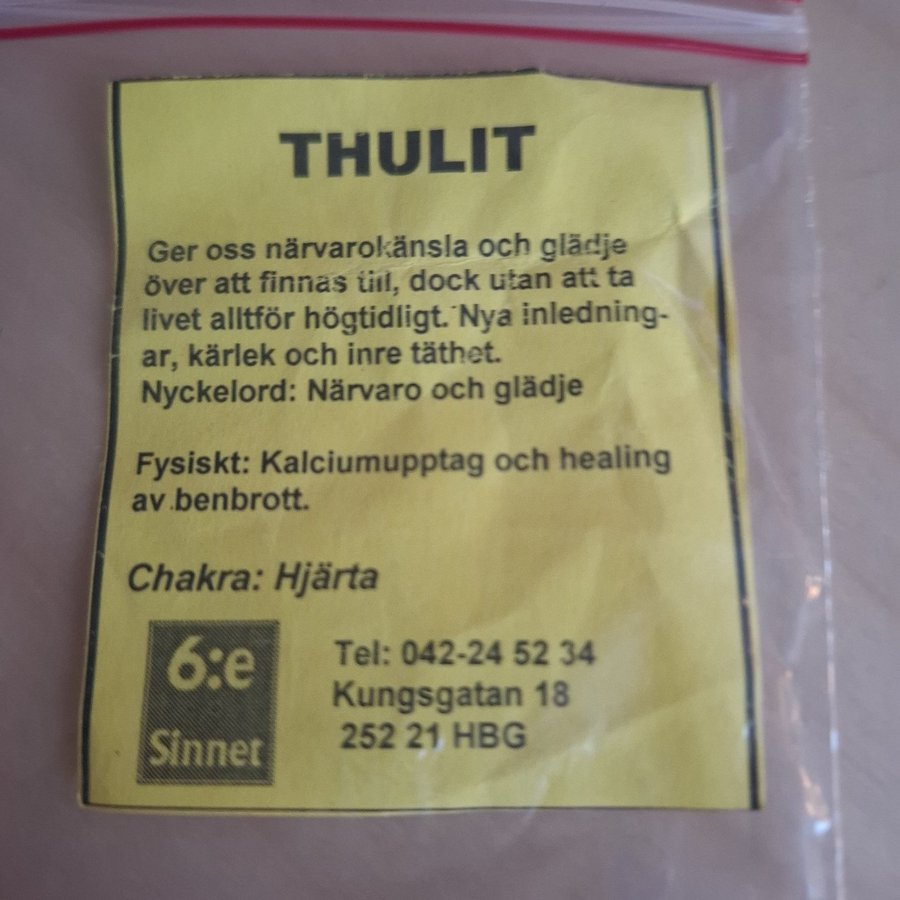 THULIT
Ger oss närvarokänsla och glädje
över att finnas till, dock utan att ta
livet alltför högtidligt. Nya inledning-
ar, kärlek och inre täthet.
Nyckelord: Närvaro och glädje
Fysiskt: Kalciumupptag och healing
av benbrott.
Chakra: Hjärta
6:e
Sinnet
Tel: 042-24 52 34
Kungsgatan 18
252 21 HBG